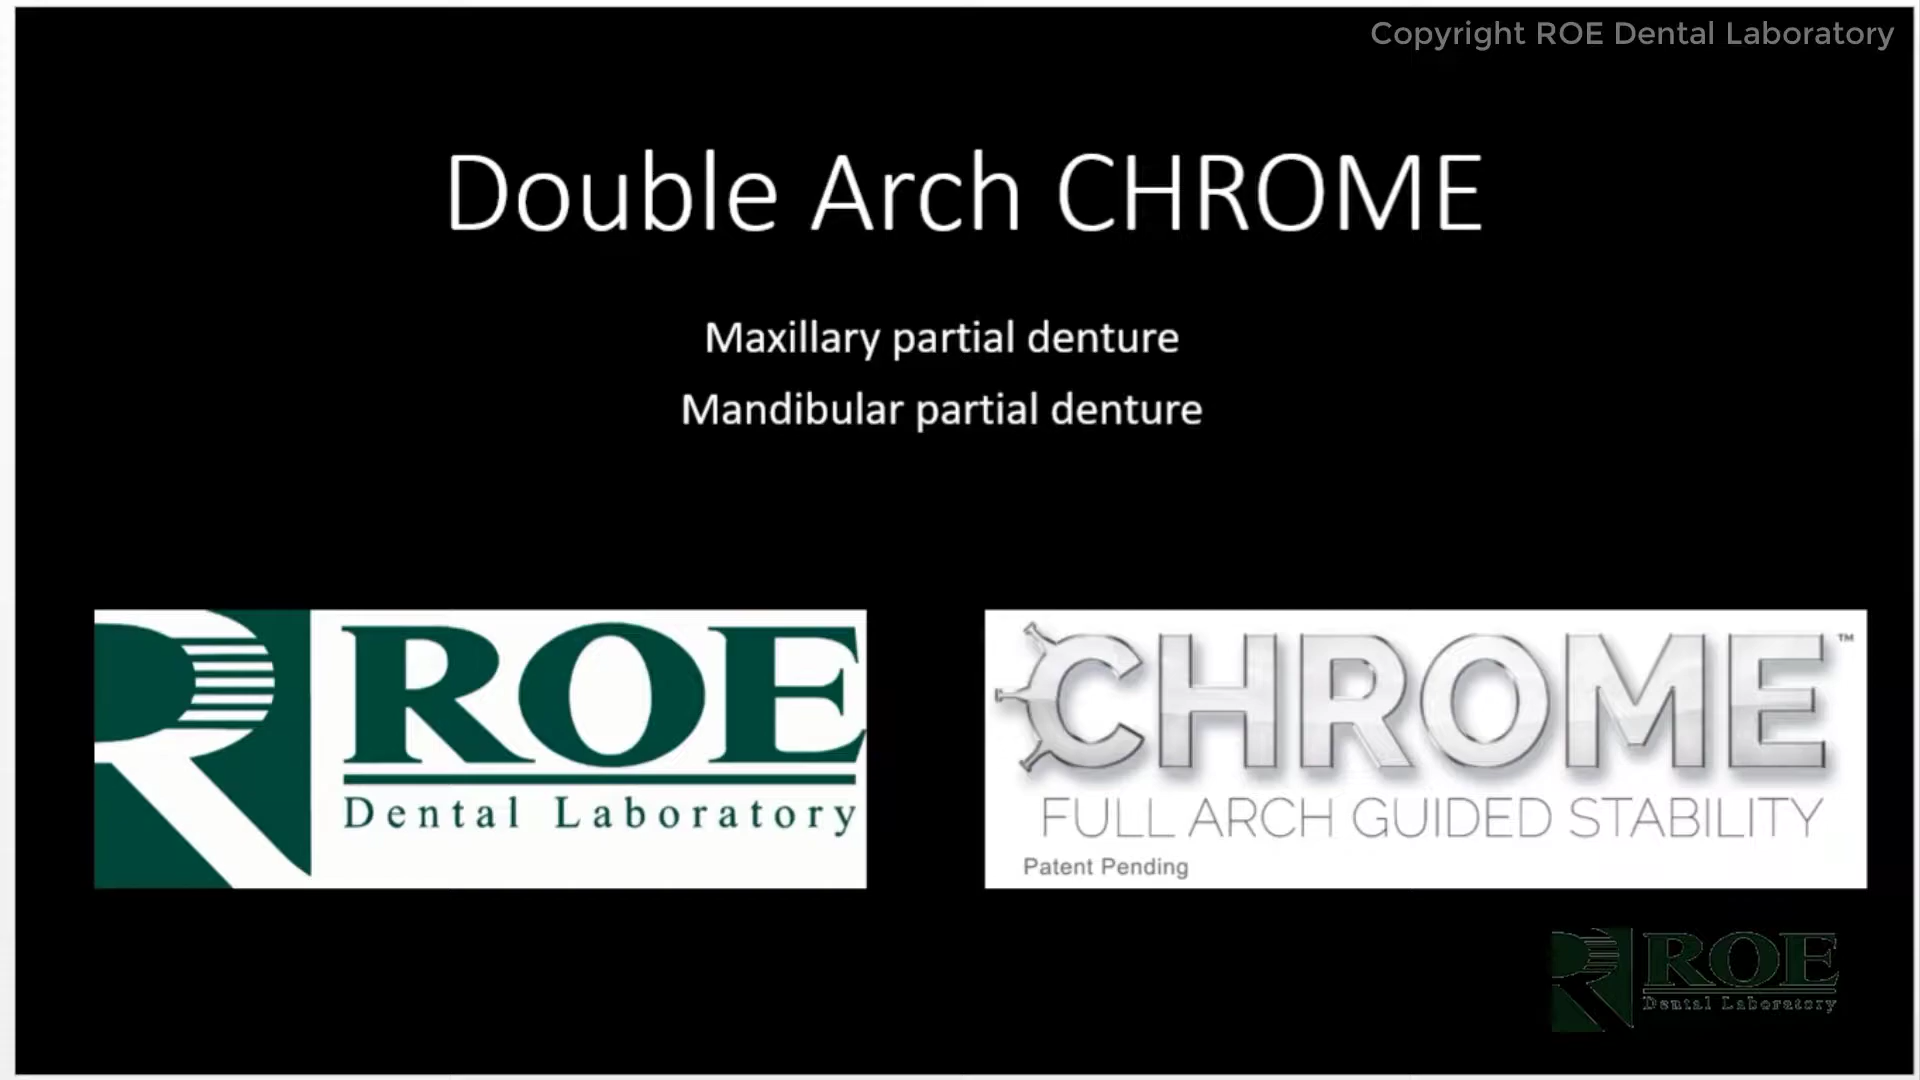 Copyright ROE Dental Laboratory
Double Arch CHROME
Maxillary partial denture
Mandibular partial denture
ROE
Dental Laboratory
CHROME™
FULL ARCH GUIDED STABILITY
Patent Pending
ROE
Dental Laboratory